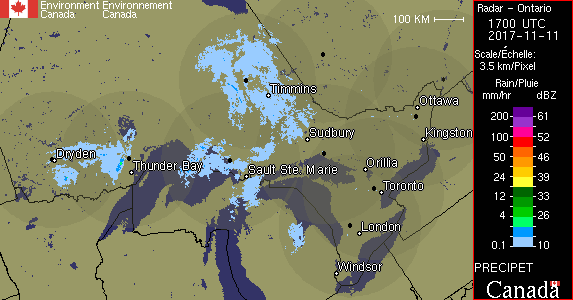 Environment Environnement
Canada Canada
100 KM
Timmins
Ottawa
Sudbury
Kingston
Dryden
Thunder Bay
Sault Ste. Marie
Orillia
Toronto
London
Windsor
Radar - Ontario
1700 UTC
2017-11-11
Scale/Échelle:
3.5 km/Pixel
Rain/Pluie
mm/hr dBZ
200 61
100 52
50 46
24 39
12 33
4 26
0.1 10
PRECIPET
Canada